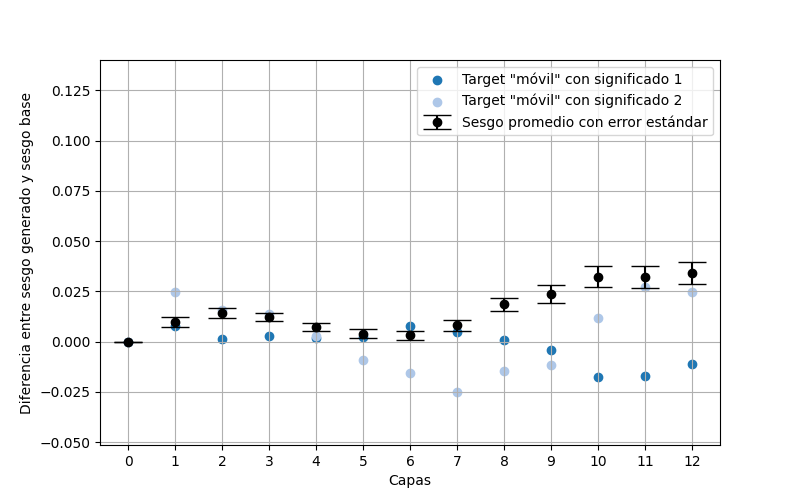 Target "móvil" con significado 1
Target "móvil" con significado 2
Sesgo promedio con error estándar
Diferencia entre sesgo generado y sesgo base
0.125
0.100
0.075
0.050
0.025
0.000
−0.025
−0.050
0 1 2 3 4 5 6 7 8 9 10 11 12
Capas